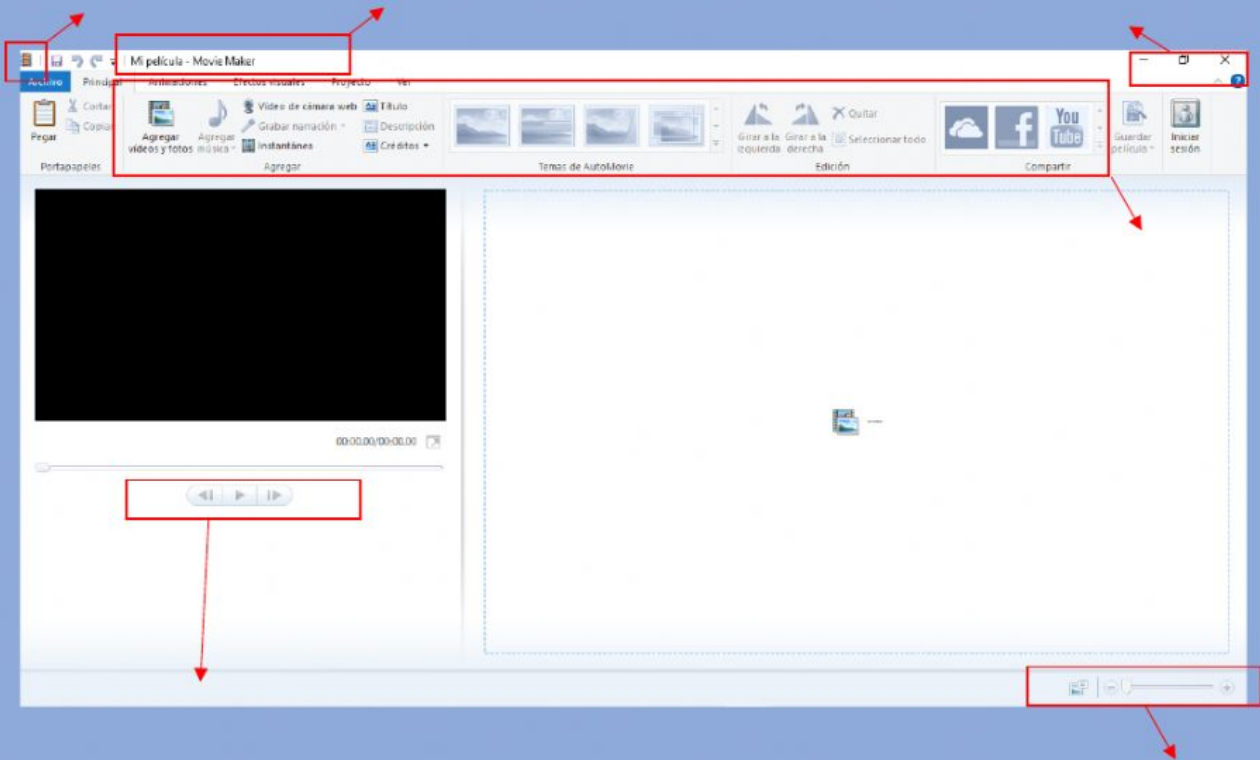 Mi película - Movie Maker
Archivo Principal Animaciones Efectos visuales Proyecto Ver
Pegar
Cortar
Copiar
Portapapeles
Agregar vídeos y fotos
Agregar música
Vídeo de cámara web
Grabar narración
Instantánea
Título
Descripción
Créditos
Agregar
Temas de AutoMovie
Girar a la izquierda
Girar a la derecha
Quitar
Seleccionar todo
Edición
f
You Tube
Compartir
Guardar película
Iniciar sesión
00:00,00/00:00,00